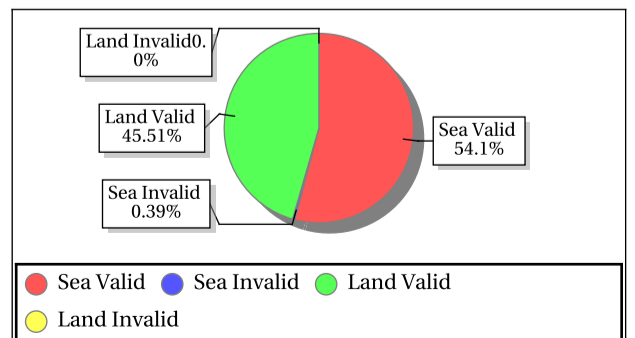 Land Invalid0.
0%
Land Valid
45.51%
Sea Valid
54.1%
Sea Invalid
0.39%
Sea Valid Sea Invalid Land Valid
Land Invalid